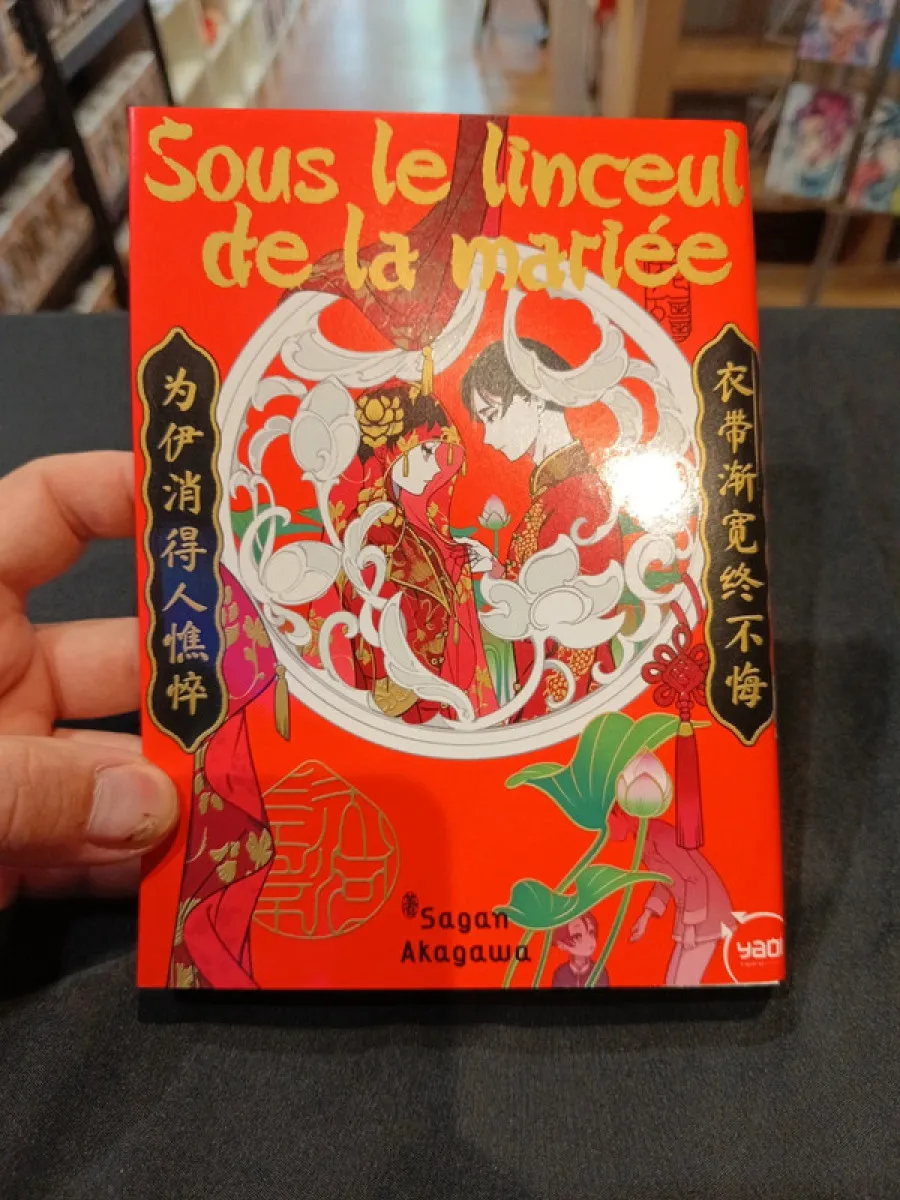 Sous le linceul
de la mariée
衣带渐宽终不悔
为伊消得人憔悴
著
Sagan
Akagawa
yaoi